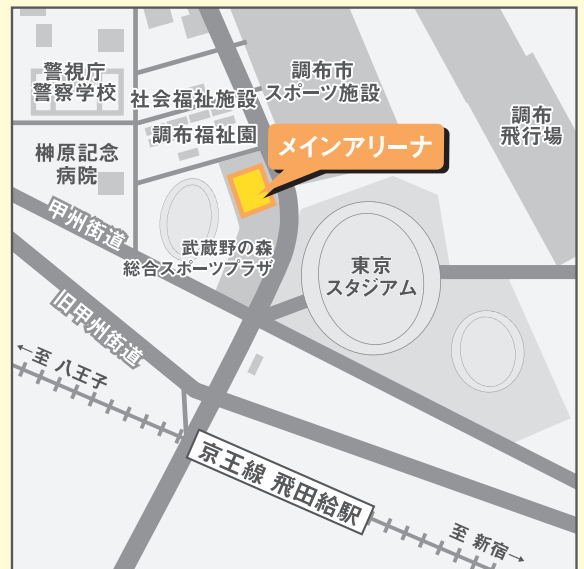 警視庁
警察学校
社会福祉施設
調布市
スポーツ施設
調布
飛行場
調布福祉園
メインアリーナ
榊原記念
病院
甲州街道
武蔵野の森
総合スポーツプラザ
東京
スタジアム
旧甲州街道
←至 八王子
京王線 飛田給駅
至 新宿→